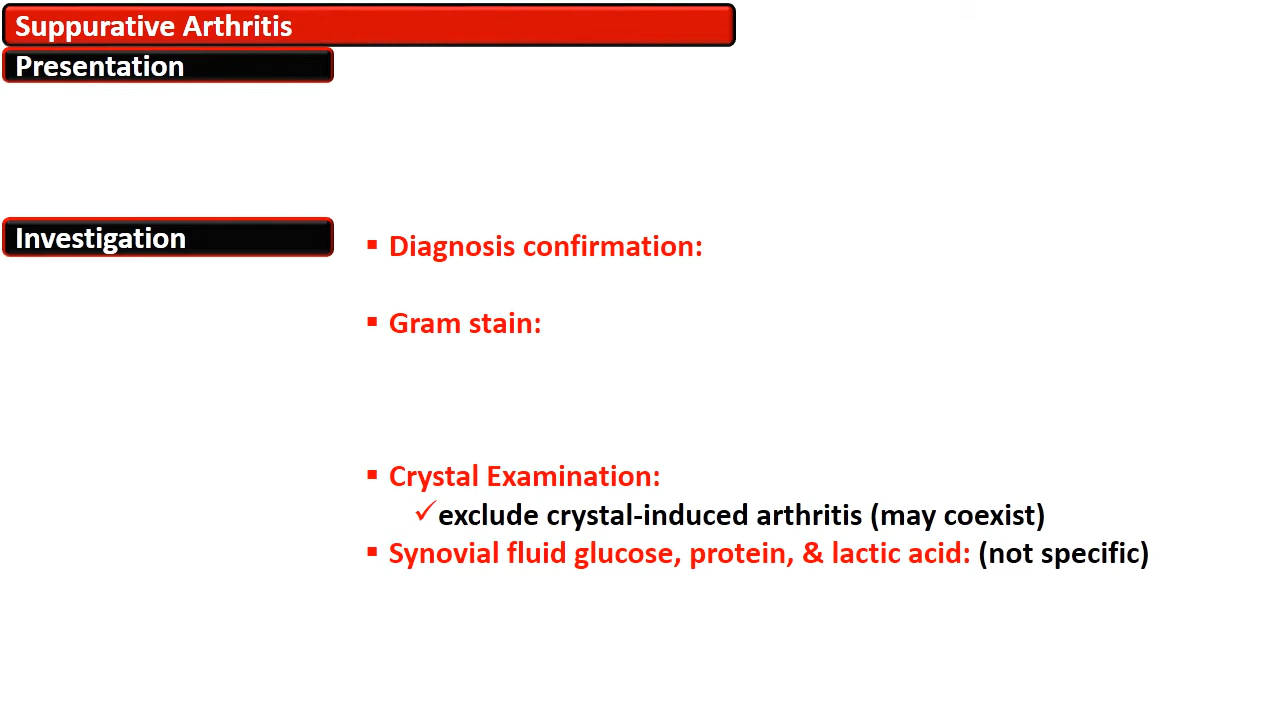 Suppurative Arthritis
Presentation
Investigation
▪ Diagnosis confirmation:
▪ Gram stain:
▪ Crystal Examination:
✓exclude crystal-induced arthritis (may coexist)
▪ Synovial fluid glucose, protein, & lactic acid: (not specific)